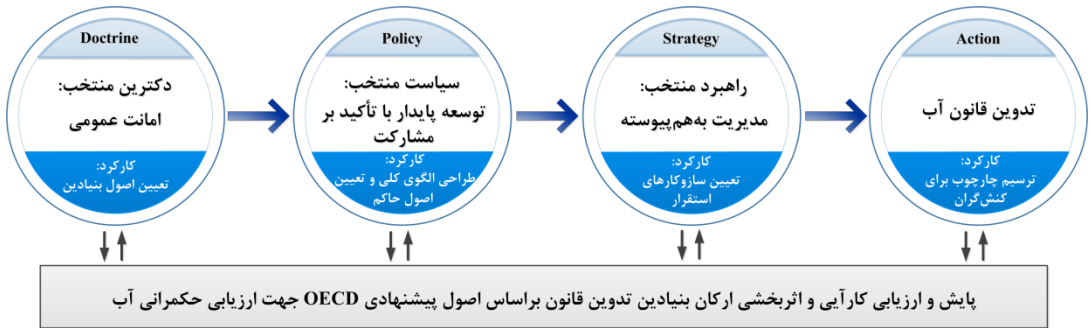 Doctrine
دکترین منتخب:
امانت عمومی
کارکرد:
تعیین اصول بنیادین
Policy
سیاست منتخب:
توسعه پایدار با تأکید بر
مشارکت
کارکرد:
طراحی الگوی کلی و تعیین
اصول حاکم
Strategy
راهبرد منتخب:
مدیریت به‌هم‌پیوسته
کارکرد:
تعیین سازوکارهای
استقرار
Action
تدوین قانون آب
کارکرد:
ترسیم چارچوب برای
کنش‌گران
پایش و ارزیابی کارآیی و اثربخشی ارکان بنیادین تدوین قانون براساس اصول پیشنهادی OECD جهت ارزیابی حکمرانی آب